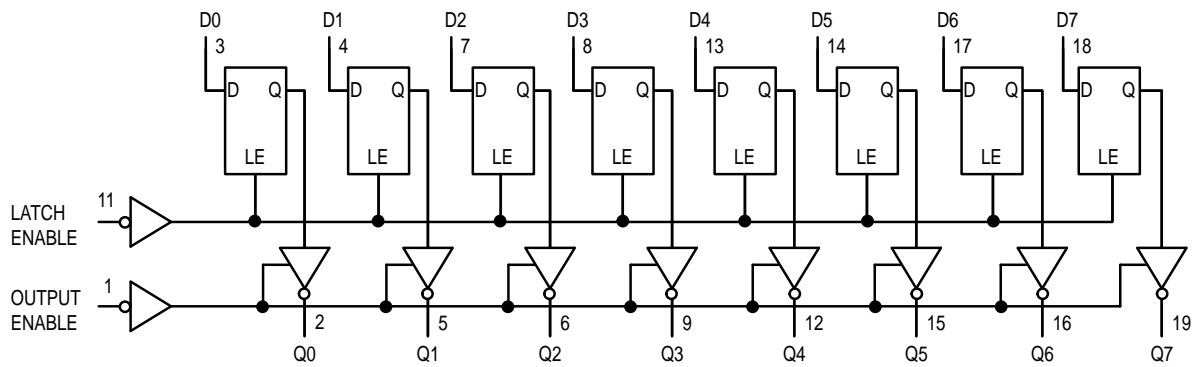 D0 D1 D2 D3 D4 D5 D6 D7
3 4 7 8 13 14 17 18
D Q D Q D Q D Q D Q D Q D Q D Q
LE LE LE LE LE LE LE LE
LATCH
ENABLE
11
OUTPUT
ENABLE
1
2 5 6 9 12 15 16 19
Q0 Q1 Q2 Q3 Q4 Q5 Q6 Q7